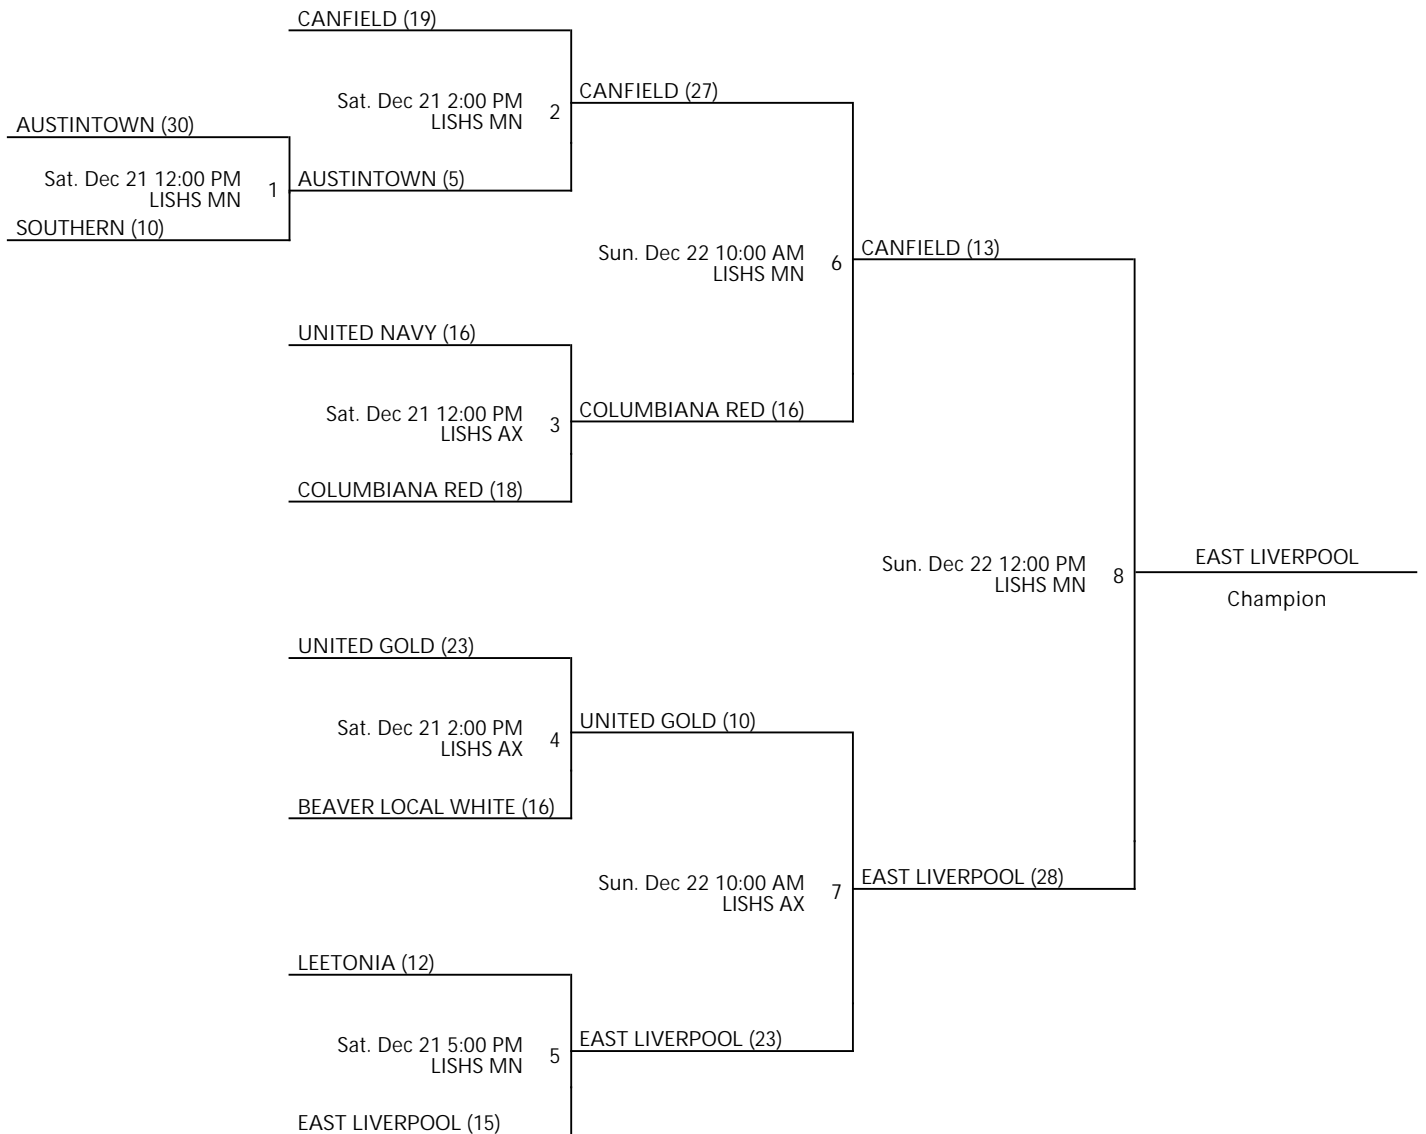 CANFIELD (19)
Sat. Dec 21 2:00 PM
LISHS MN
2
CANFIELD (27)
AUSTINTOWN (30)
Sat. Dec 21 12:00 PM
LISHS MN
1
AUSTINTOWN (5)
SOUTHERN (10)
Sun. Dec 22 10:00 AM
LISHS MN
6
CANFIELD (13)
UNITED NAVY (16)
Sat. Dec 21 12:00 PM
LISHS AX
3
COLUMBIANA RED (16)
COLUMBIANA RED (18)
Sun. Dec 22 12:00 PM
LISHS MN
8
EAST LIVERPOOL
Champion
UNITED GOLD (23)
Sat. Dec 21 2:00 PM
LISHS AX
4
UNITED GOLD (10)
BEAVER LOCAL WHITE (16)
Sun. Dec 22 10:00 AM
LISHS AX
7
EAST LIVERPOOL (28)
LEETONIA (12)
Sat. Dec 21 5:00 PM
LISHS MN
5
EAST LIVERPOOL (23)
EAST LIVERPOOL (15)